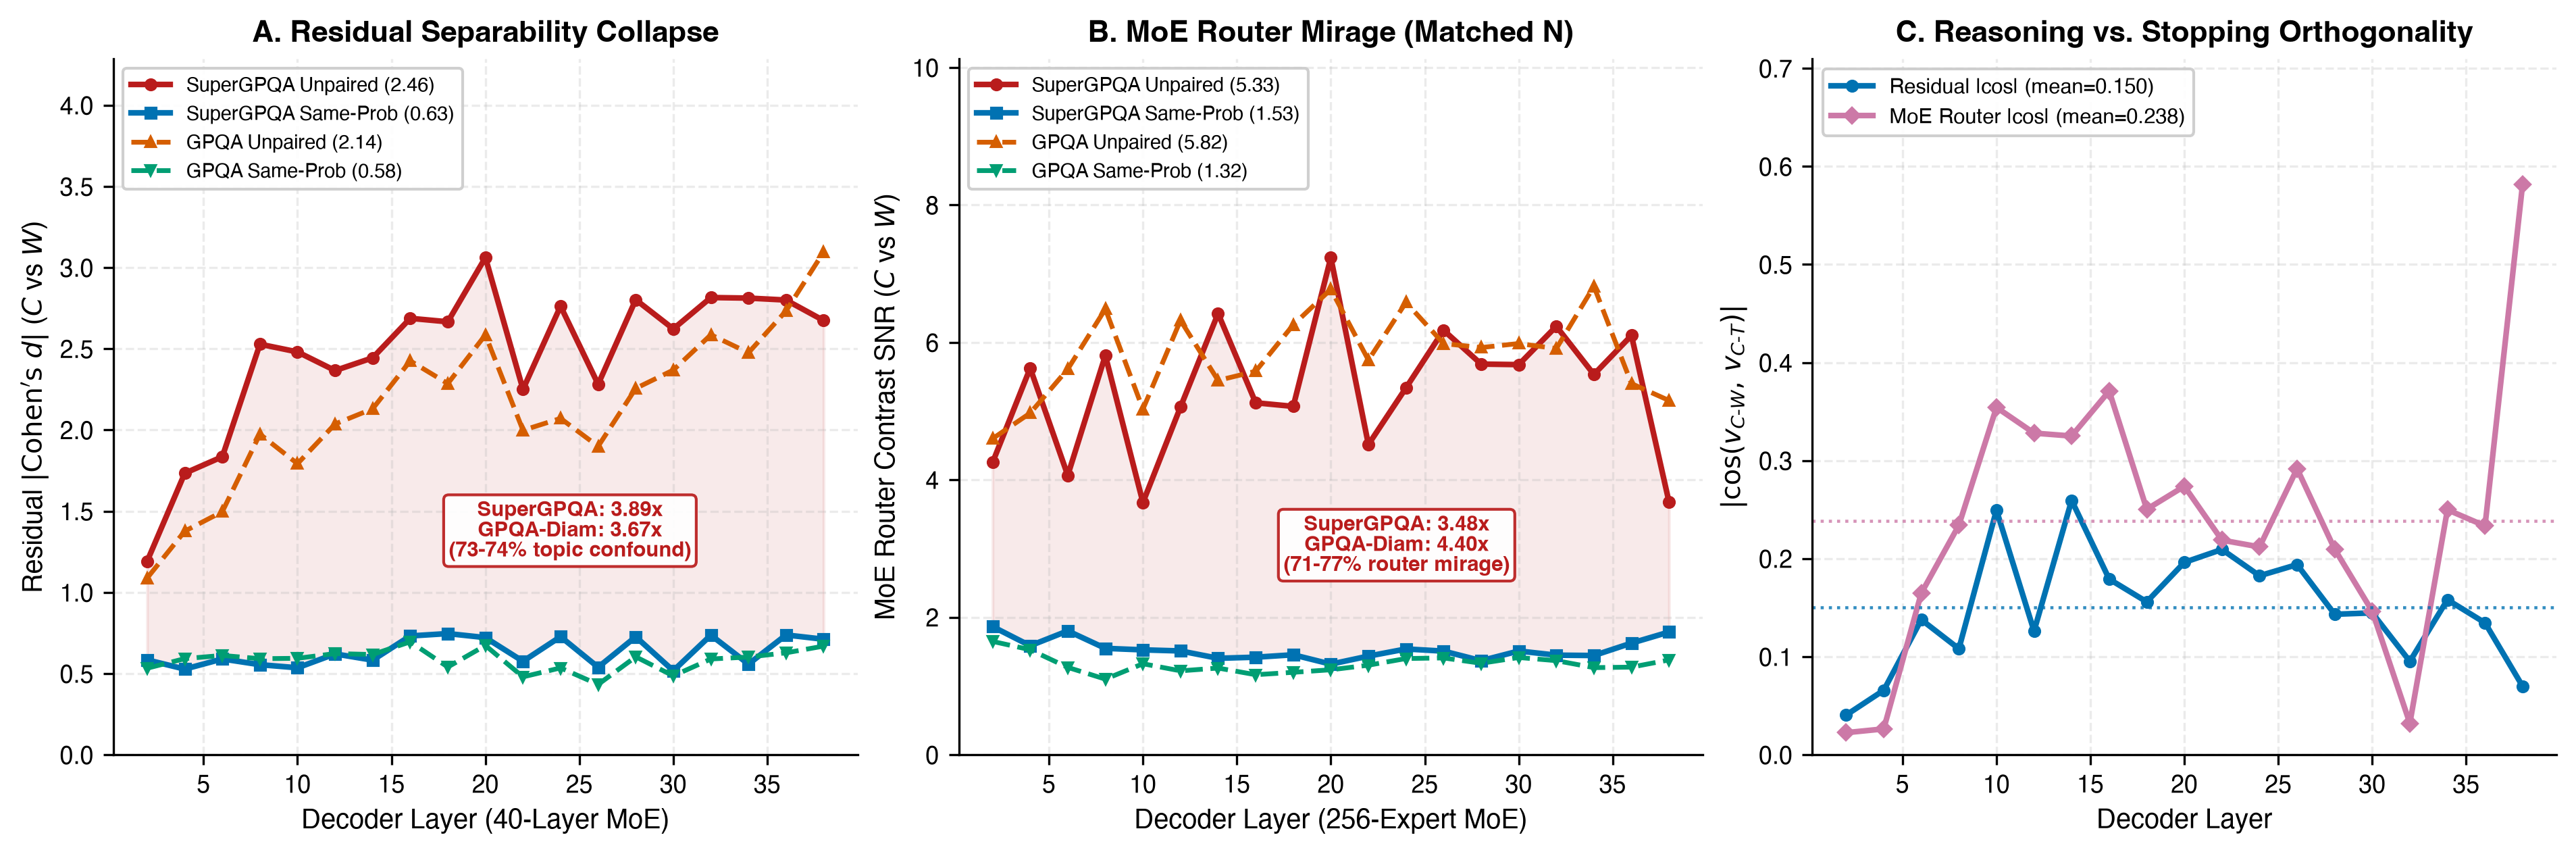 A. Residual Separability Collapse
SuperGPQA Unpaired (2.46)
SuperGPQA Same-Prob (0.63)
GPQA Unpaired (2.14)
GPQA Same-Prob (0.58)
Residual |Cohen's d| (C vs W)
4.0
3.5
3.0
2.5
2.0
1.5
1.0
0.5
0.0
SuperGPQA: 3.89x
GPQA-Diam: 3.67x
(73-74% topic confound)
5 10 15 20 25 30 35
Decoder Layer (40-Layer MoE)
B. MoE Router Mirage (Matched N)
SuperGPQA Unpaired (5.33)
SuperGPQA Same-Prob (1.53)
GPQA Unpaired (5.82)
GPQA Same-Prob (1.32)
MoE Router Contrast SNR (C vs W)
10
8
6
4
2
0
SuperGPQA: 3.48x
GPQA-Diam: 4.40x
(71-77% router mirage)
5 10 15 20 25 30 35
Decoder Layer (256-Expert MoE)
C. Reasoning vs. Stopping Orthogonality
Residual |cos| (mean=0.150)
MoE Router |cos| (mean=0.238)
|cos(v_C-W, v_C-T)|
0.7
0.6
0.5
0.4
0.3
0.2
0.1
0.0
5 10 15 20 25 30 35
Decoder Layer